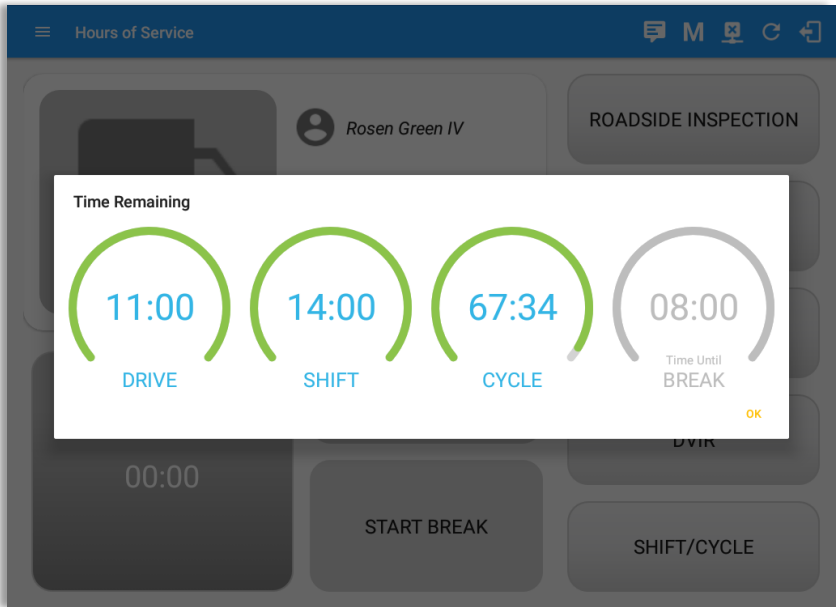 Hours of Service
M
Rosen Green IV
ROADSIDE INSPECTION
Time Remaining
11:00
DRIVE
14:00
SHIFT
67:34
CYCLE
08:00
Time Until
BREAK
OK
DVIR
00:00
START BREAK
SHIFT/CYCLE